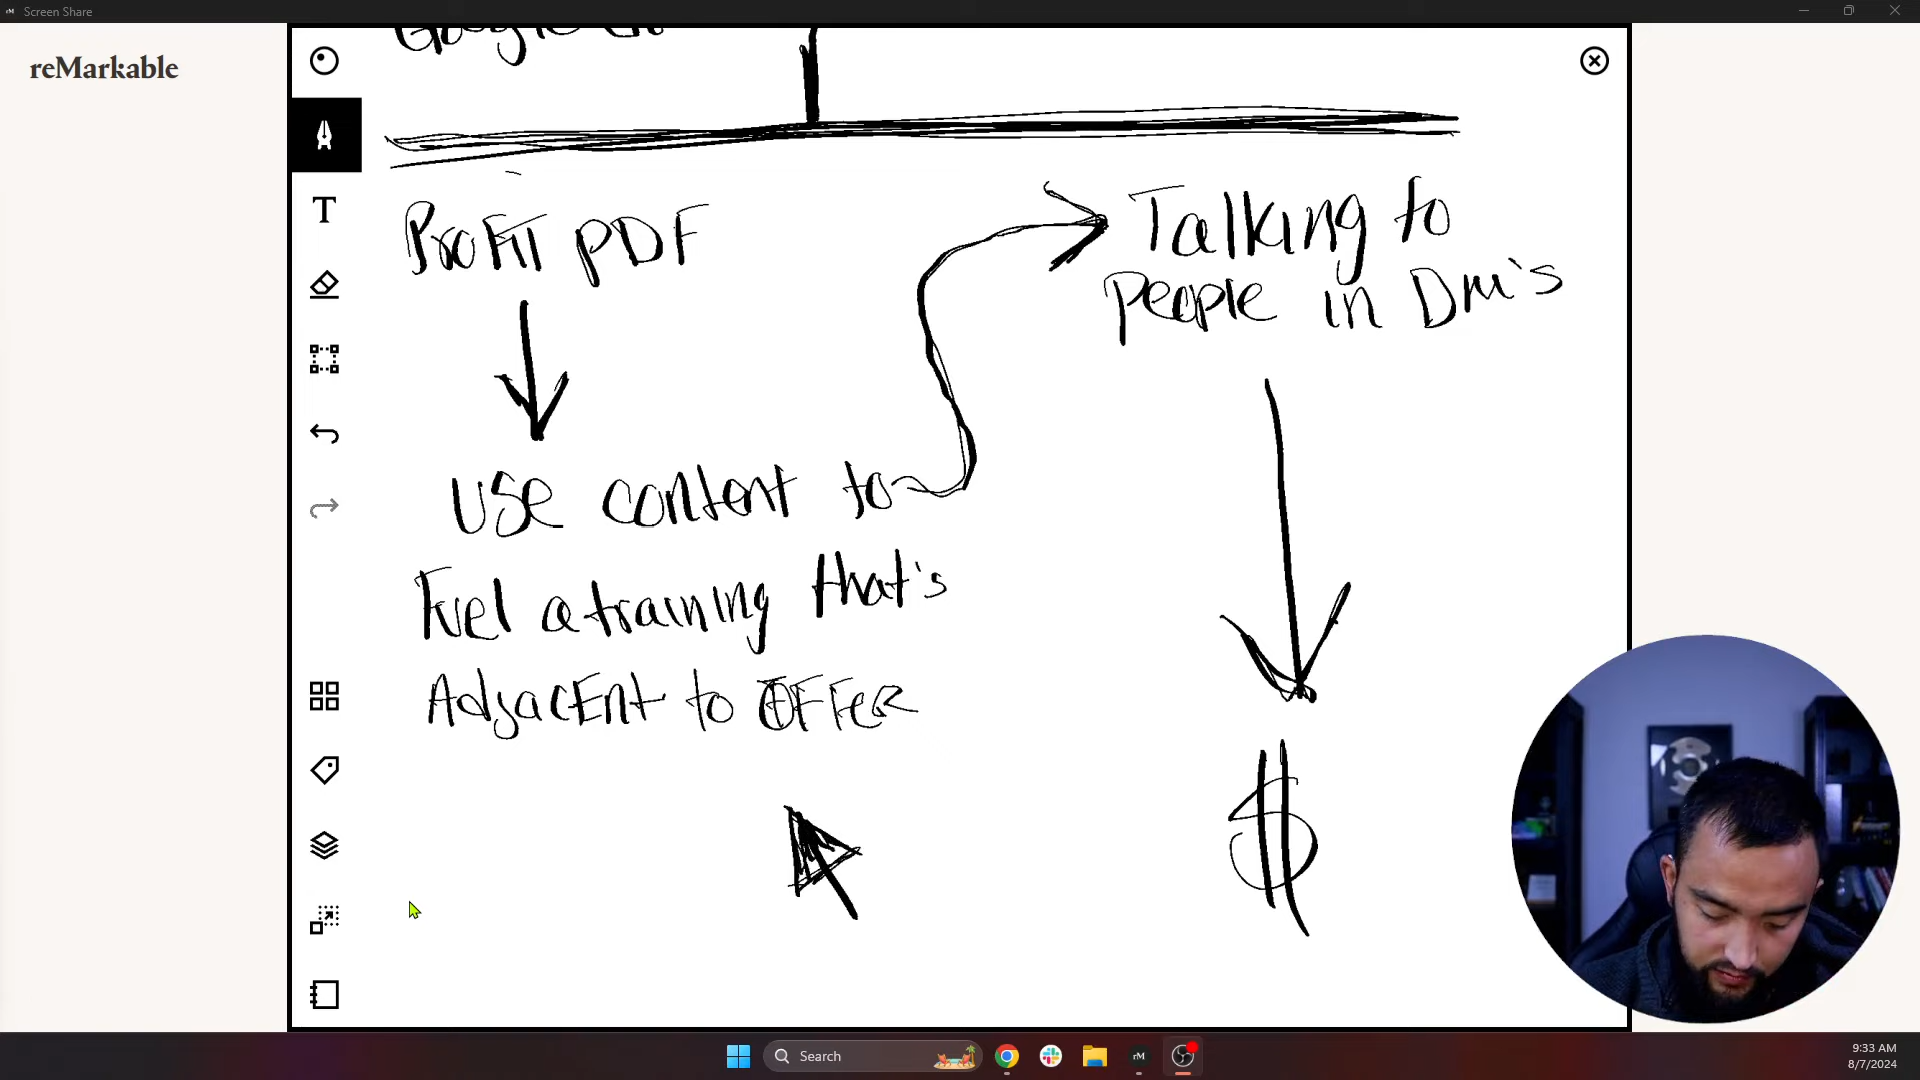 Screen Share
reMarkable
T
Profit PDF
Talking to
people in Dm's
Use content to
Fuel a training that's
Adjacent to OFFer
$
Search
rM
9:33 AM
8/7/2024